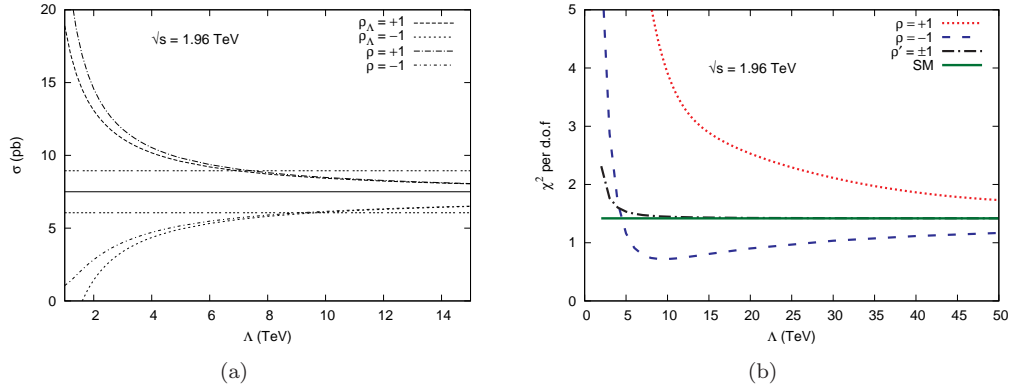 20
15
10
5
0
2
4
6
8
10
12
14
σ (pb)
Λ (TeV)
√s = 1.96 TeV
ρ_Λ = +1
ρ_Λ = −1
ρ = +1
ρ = −1
(a)
5
4
3
2
1
0
0
5
10
15
20
25
30
35
40
45
50
χ² per d.o.f
Λ (TeV)
√s = 1.96 TeV
ρ = +1
ρ = −1
ρ′ = ±1
SM
(b)